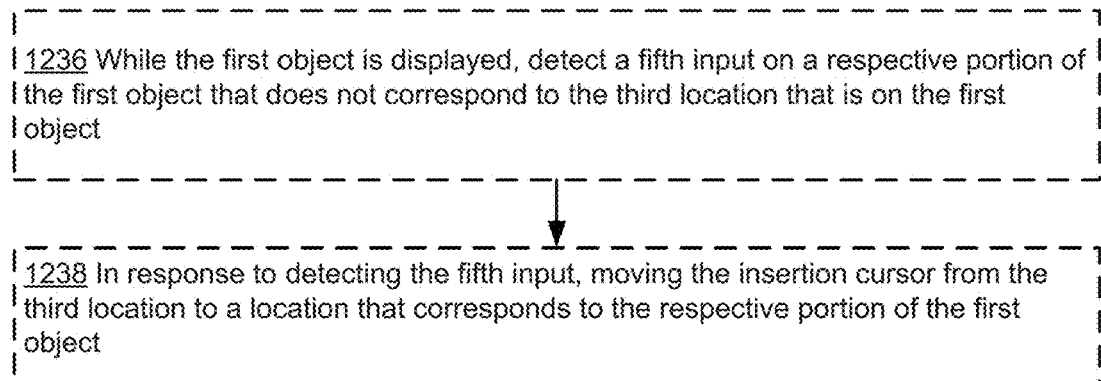 1236 While the first object is displayed, detect a fifth input on a respective portion of
the first object that does not correspond to the third location that is on the first
object
1238 In response to detecting the fifth input, moving the insertion cursor from the
third location to a location that corresponds to the respective portion of the first
object